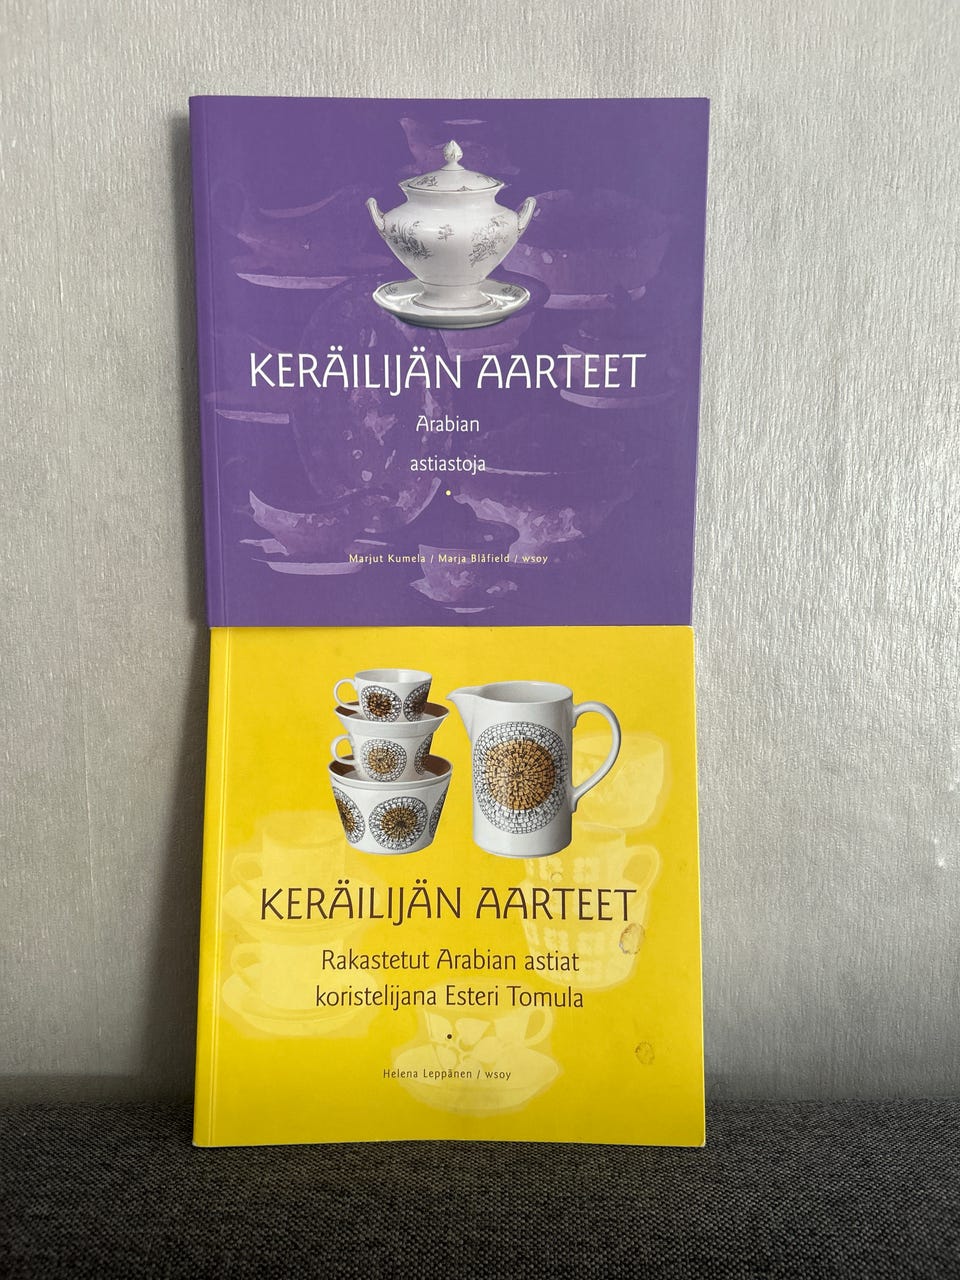 KERÄILIJÄN AARTEET
Arabian
astiastoja
Marjut Kumela / Marja Blåfield / wsoy
KERÄILIJÄN AARTEET
Rakastetut Arabian astiat
koristelijana Esteri Tomula
Helena Leppänen / wsoy